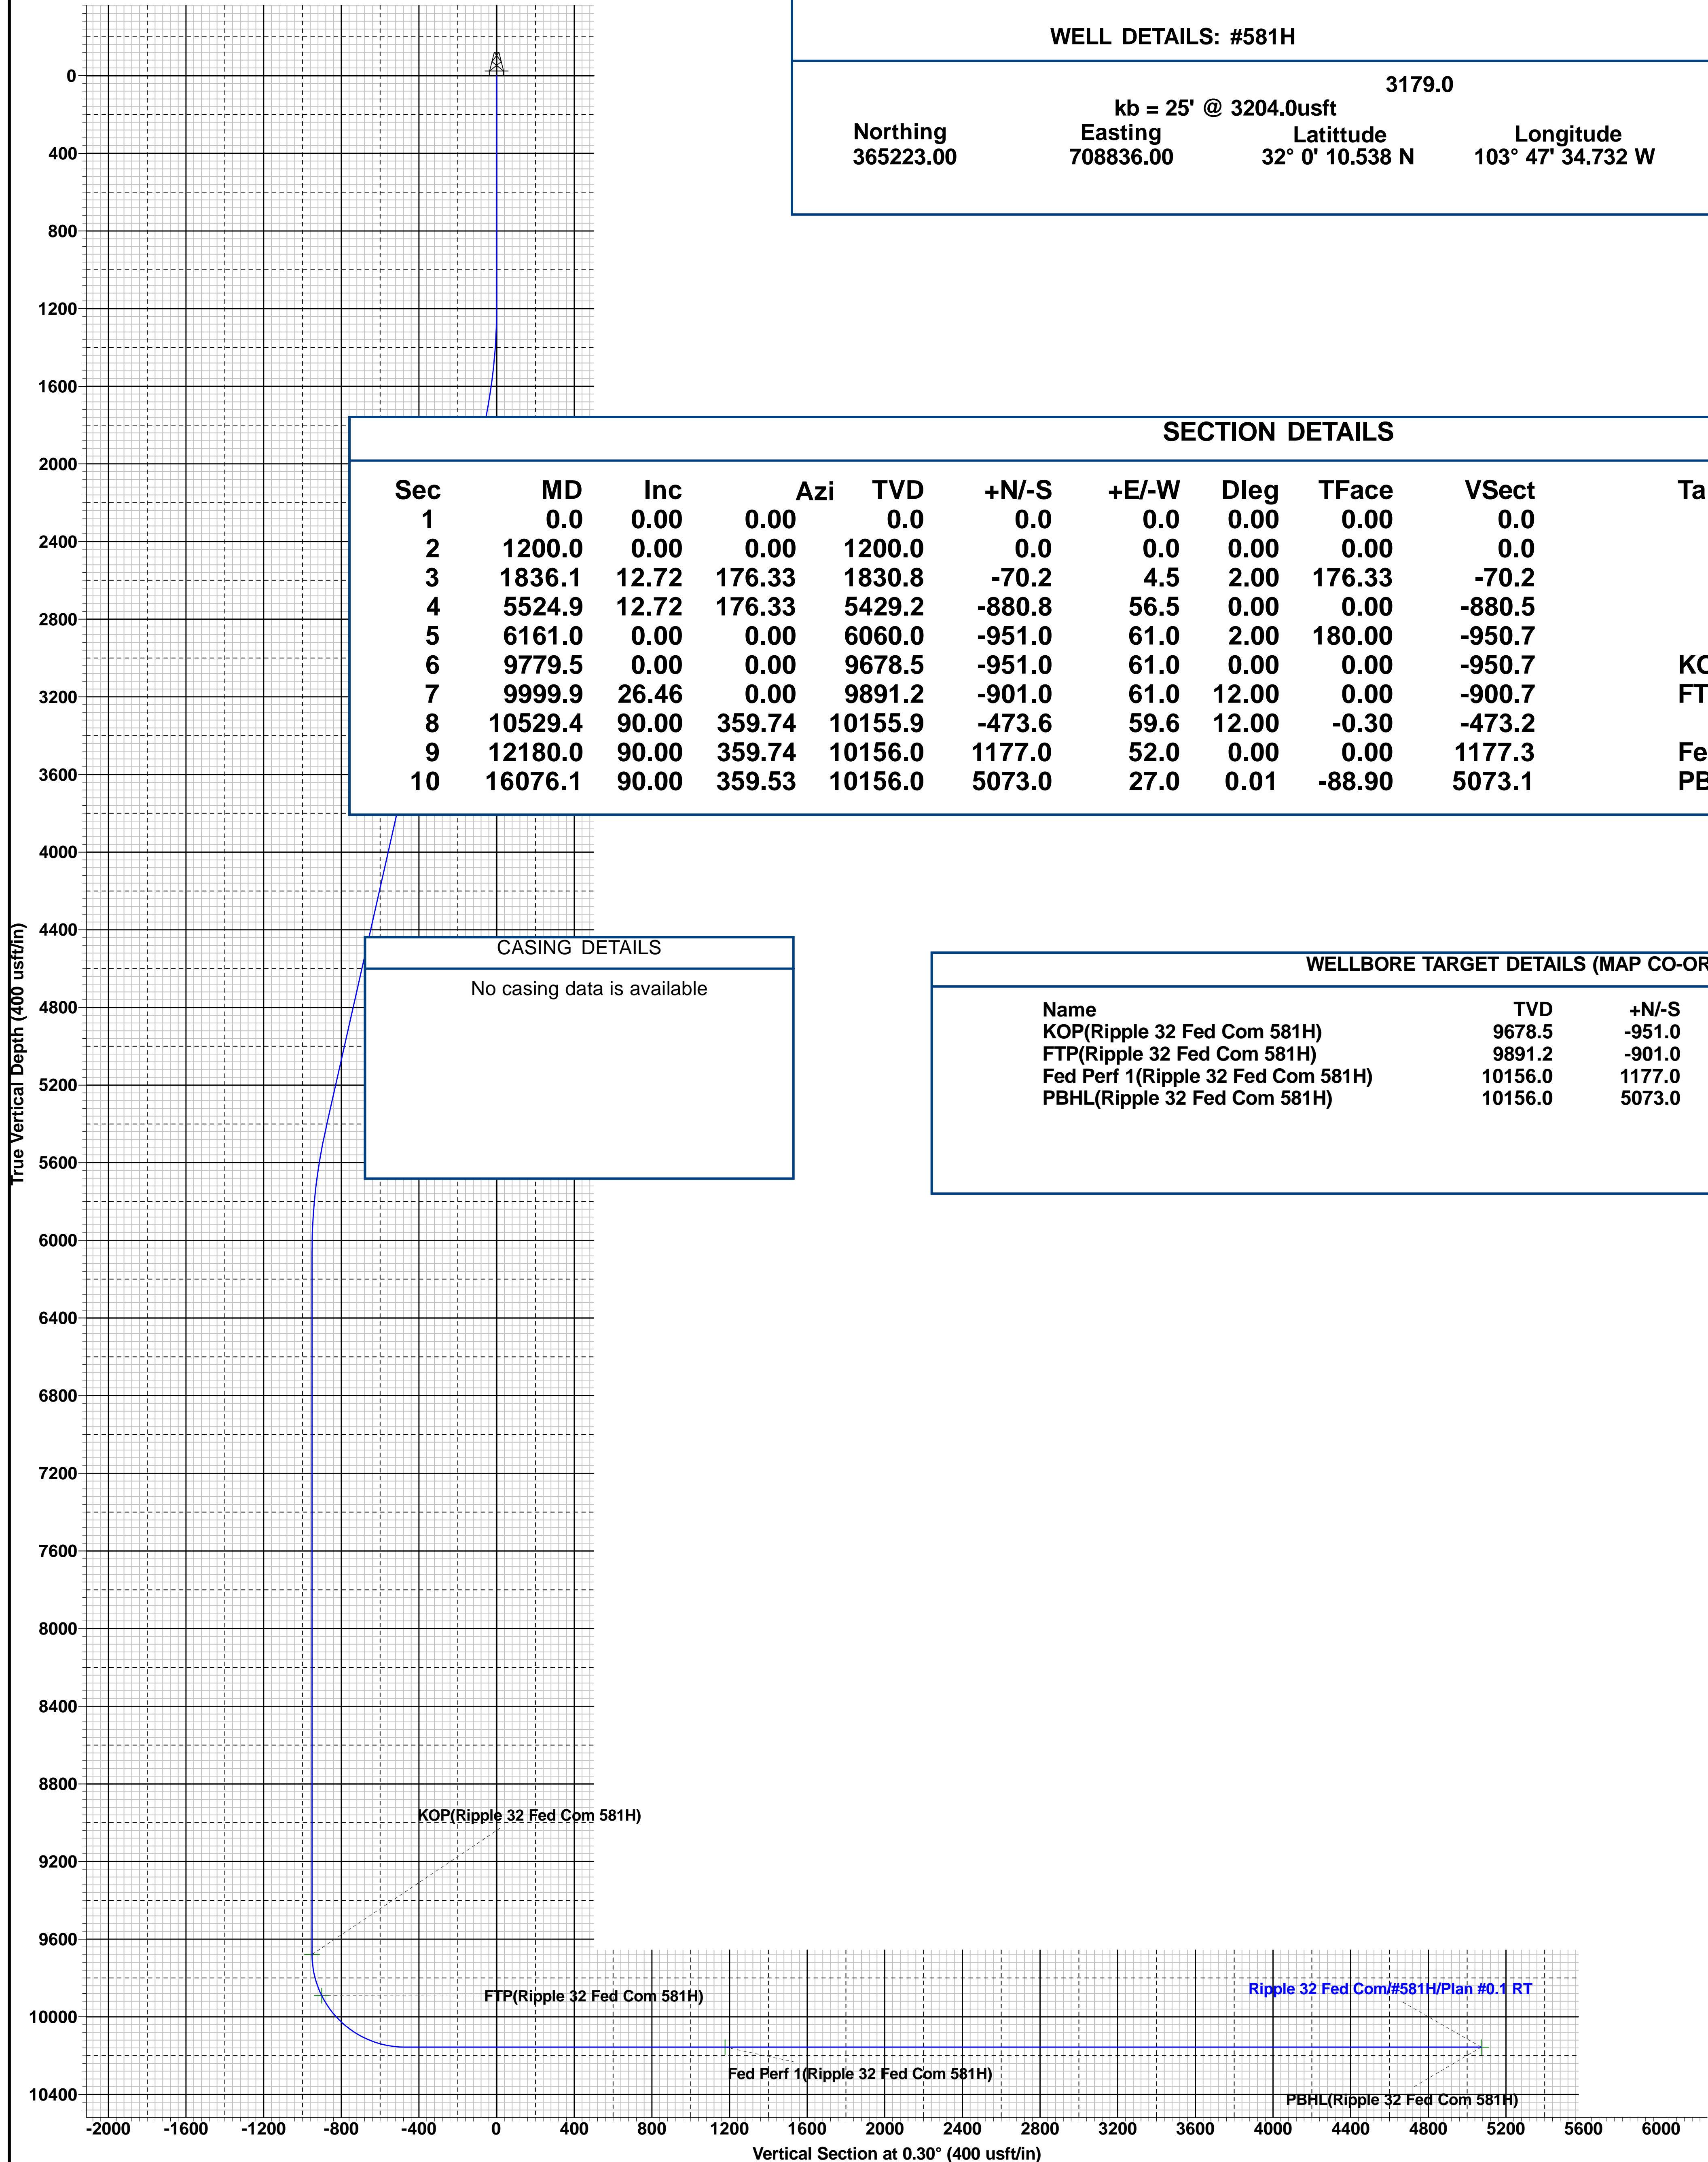 WELL DETAILS: #581H
3179.0
kb = 25' @ 3204.0usft
Northing Easting Latittude Longitude
365223.00 708836.00 32° 0' 10.538 N 103° 47' 34.732 W
SECTION DETAILS
Sec MD Inc Azi TVD +N/-S +E/-W Dleg TFace VSect Ta
1 0.0 0.00 0.00 0.0 0.0 0.0 0.00 0.00 0.0
2 1200.0 0.00 0.00 1200.0 0.0 0.0 0.00 0.00 0.0
3 1836.1 12.72 176.33 1830.8 -70.2 4.5 2.00 176.33 -70.2
4 5524.9 12.72 176.33 5429.2 -880.8 56.5 0.00 0.00 -880.5
5 6161.0 0.00 0.00 6060.0 -951.0 61.0 2.00 180.00 -950.7
6 9779.5 0.00 0.00 9678.5 -951.0 61.0 0.00 0.00 -950.7 KO
7 9999.9 26.46 0.00 9891.2 -901.0 61.0 12.00 0.00 -900.7 FT
8 10529.4 90.00 359.74 10155.9 -473.6 59.6 12.00 -0.30 -473.2
9 12180.0 90.00 359.74 10156.0 1177.0 52.0 0.00 0.00 1177.3 Fe
10 16076.1 90.00 359.53 10156.0 5073.0 27.0 0.01 -88.90 5073.1 PB
CASING DETAILS
No casing data is available
WELLBORE TARGET DETAILS (MAP CO-OR
Name TVD +N/-S
KOP(Ripple 32 Fed Com 581H) 9678.5 -951.0
FTP(Ripple 32 Fed Com 581H) 9891.2 -901.0
Fed Perf 1(Ripple 32 Fed Com 581H) 10156.0 1177.0
PBHL(Ripple 32 Fed Com 581H) 10156.0 5073.0
True Vertical Depth (400 usft/in)
0
400
800
1200
1600
2000
2400
2800
3200
3600
4000
4400
4800
5200
5600
6000
6400
6800
7200
7600
8000
8400
8800
9200
9600
10000
10400
KOP(Ripple 32 Fed Com 581H)
FTP(Ripple 32 Fed Com 581H)
Ripple 32 Fed Com/#581H/Plan #0.1 RT
Fed Perf 1(Ripple 32 Fed Com 581H)
PBHL(Ripple 32 Fed Com 581H)
-2000 -1600 -1200 -800 -400 0 400 800 1200 1600 2000 2400 2800 3200 3600 4000 4400 4800 5200 5600 6000
Vertical Section at 0.30° (400 usft/in)